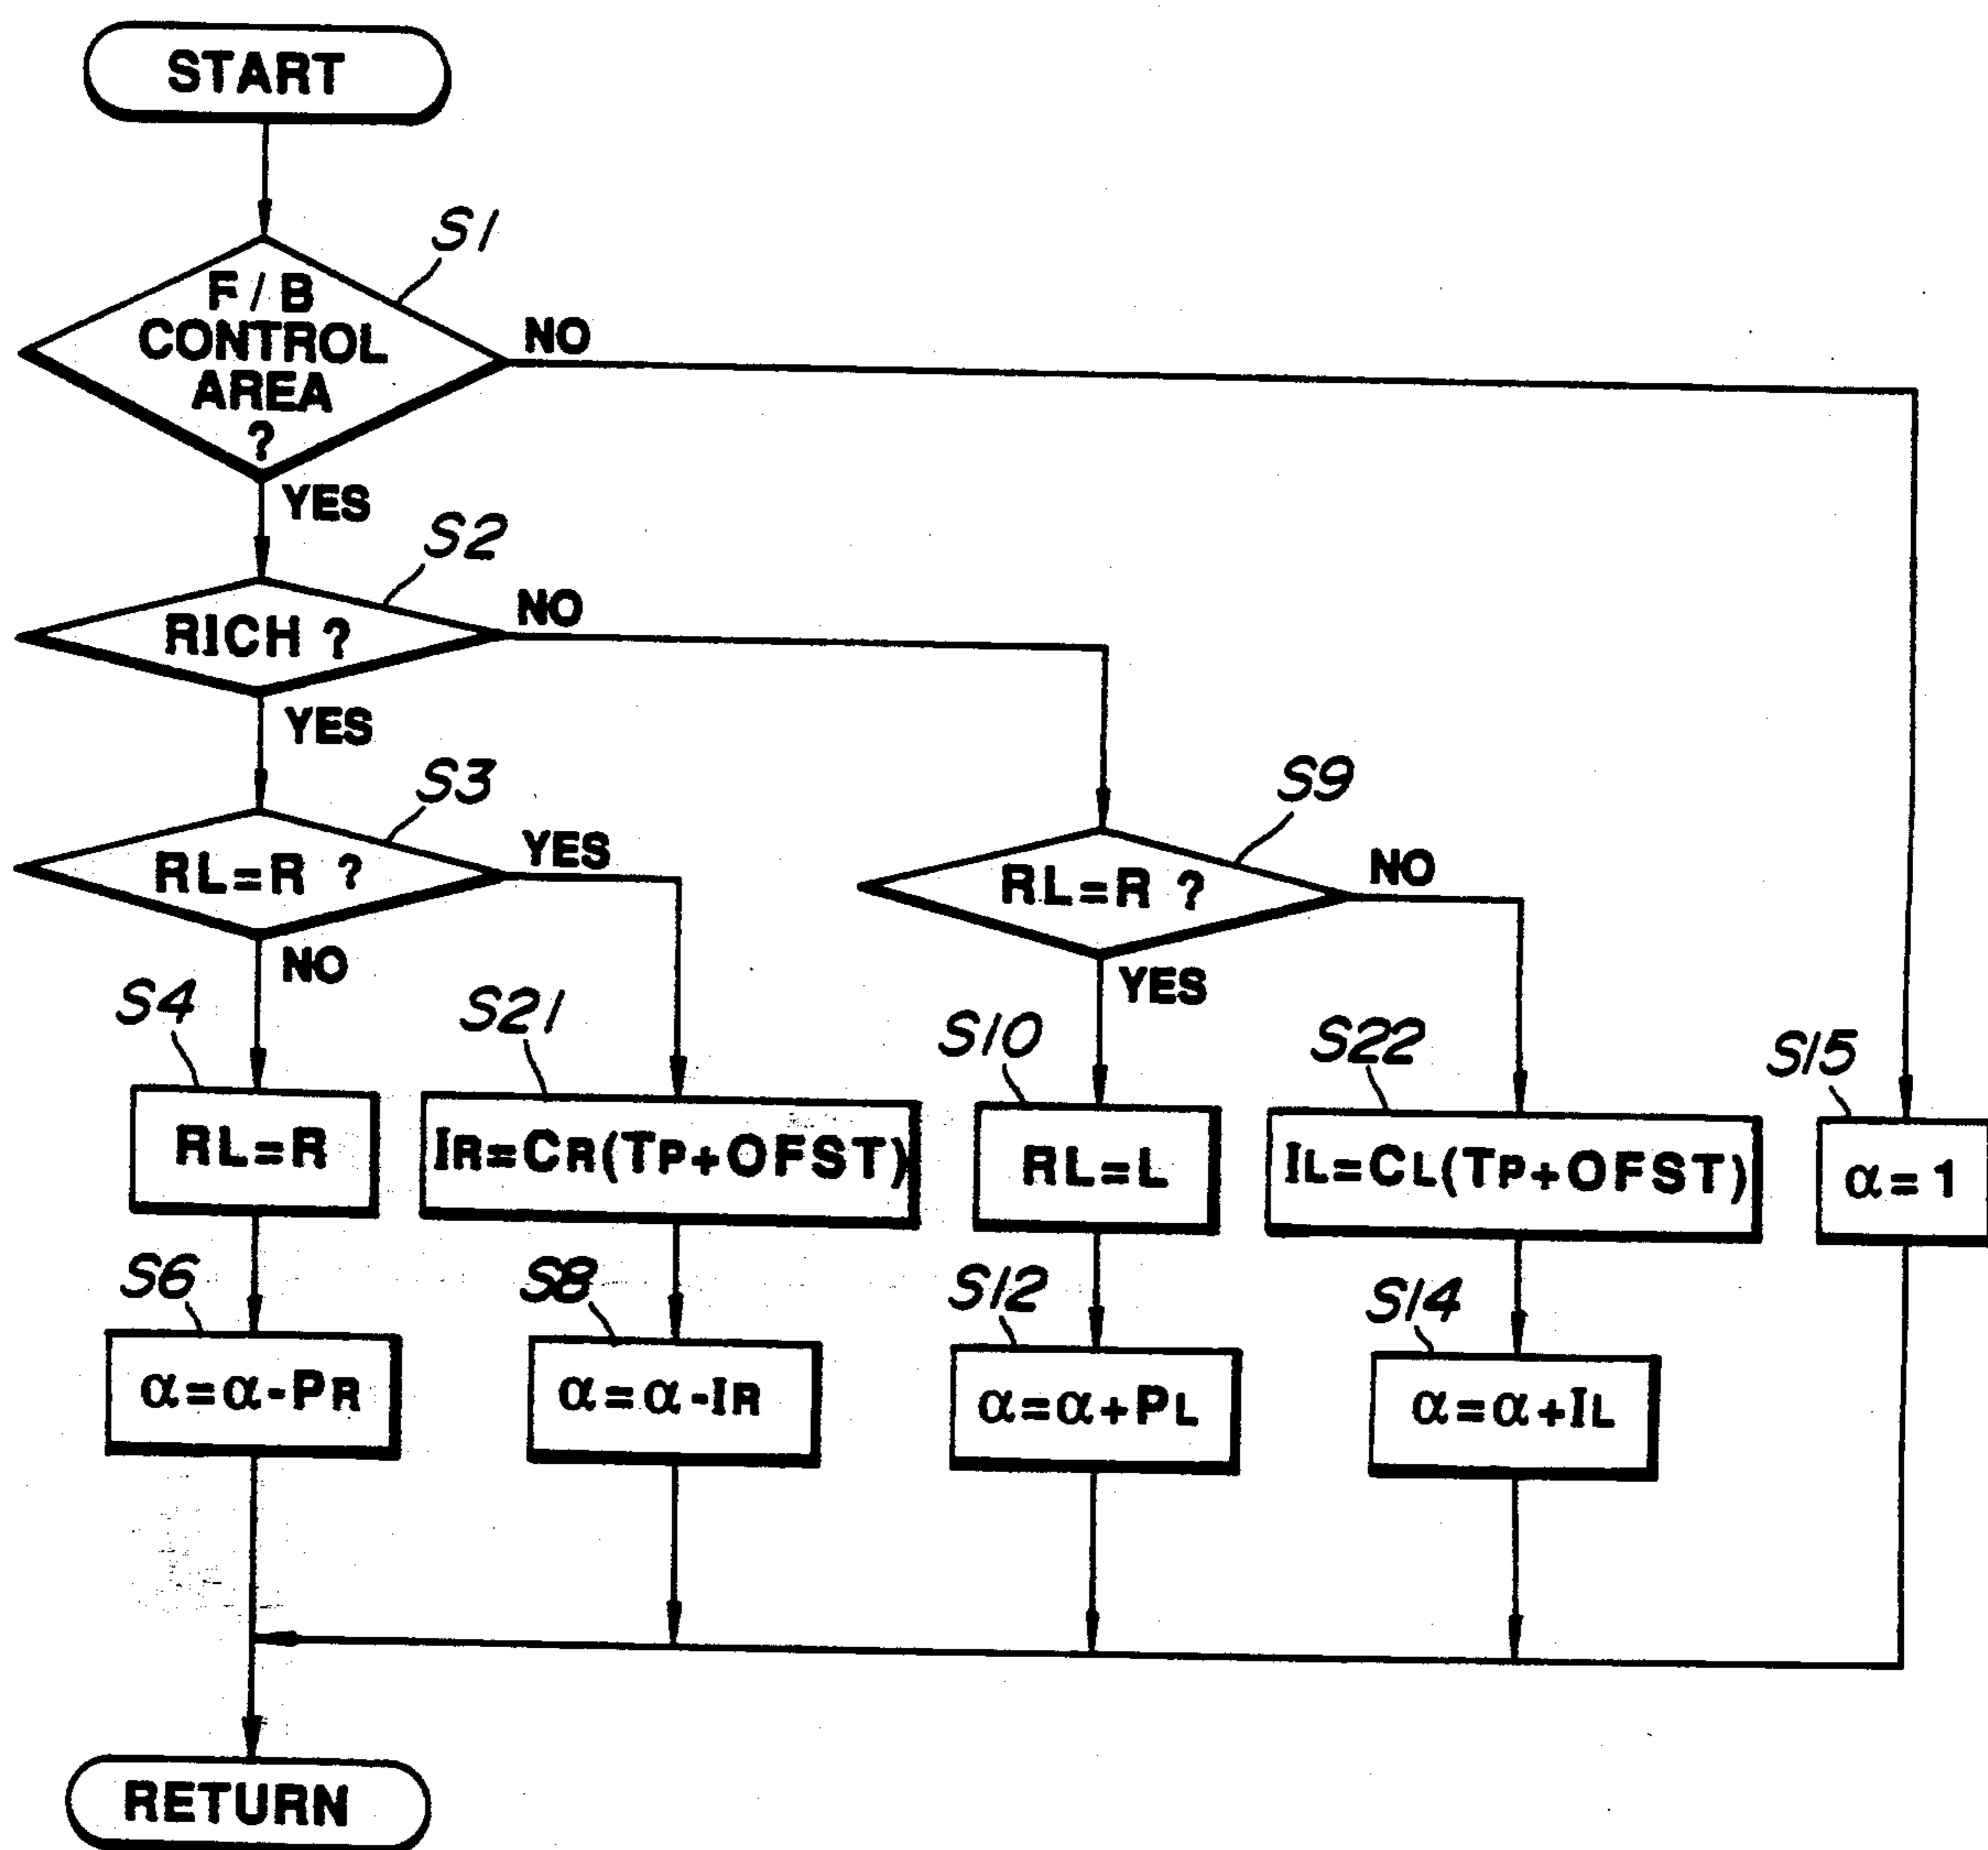 START
S1
F/B
CONTROL
AREA
?
NO
YES
S2
RICH ?
NO
YES
S3
RL=R ?
YES
NO
S9
RL=R ?
NO
YES
S4
RL=R
S21
IR=CR(TP+OFST)
S10
RL=L
S22
IL=CL(TP+OFST)
S15
α=1
S6
α=α-PR
S8
α=α-IR
S12
α=α+PL
S14
α=α+IL
RETURN